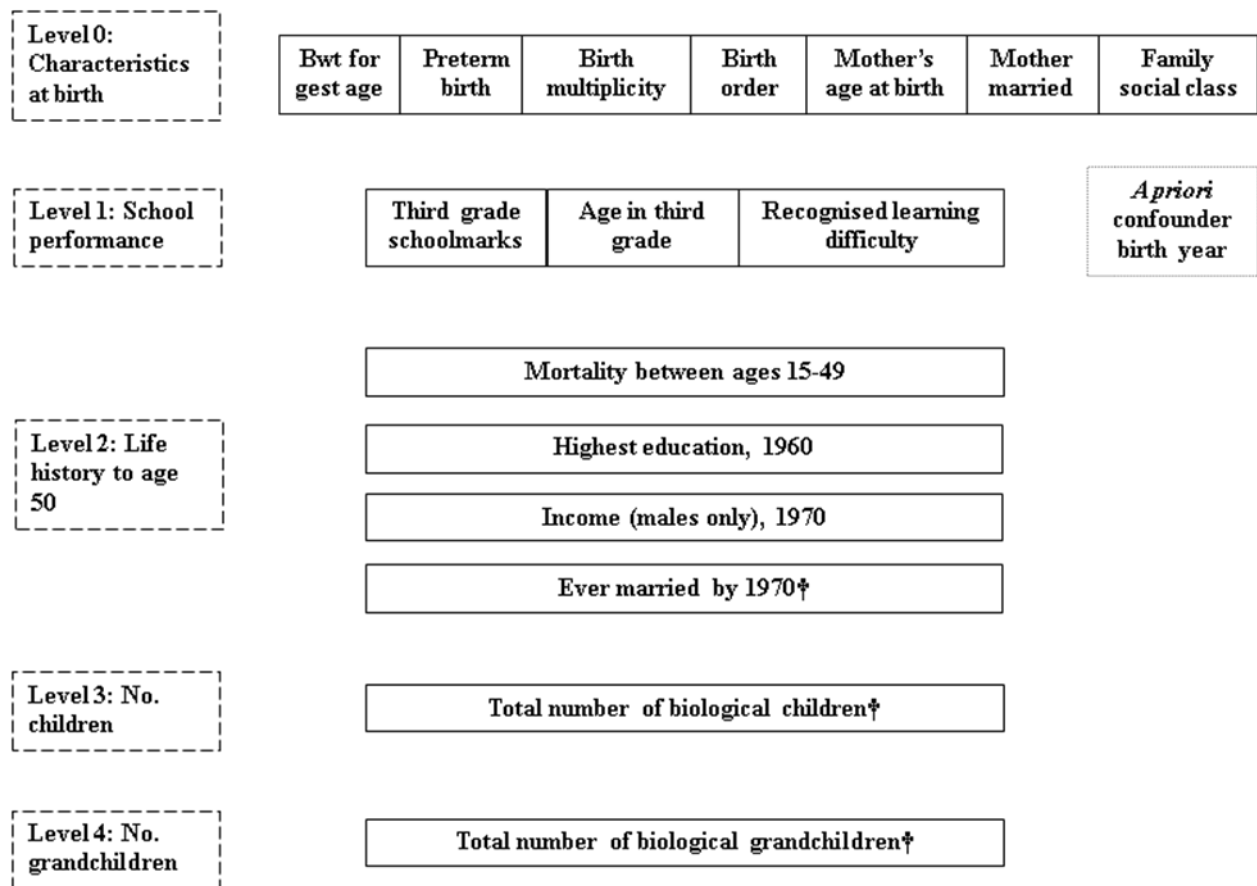 Level 0:
Characteristics
at birth
Bwt for
gest age
Preterm
birth
Birth
multiplicity
Birth
order
Mother's
age at birth
Mother
married
Family
social class
Level 1: School
performance
Third grade
schoolmarks
Age in third
grade
Recognised learning
difficulty
A priori
confounder
birth year
Mortality between ages 15-49
Level 2: Life
history to age
50
Highest education, 1960
Income (males only), 1970
Ever married by 1970†
Level 3: No.
children
Total number of biological children†
Level 4: No.
grandchildren
Total number of biological grandchildren†